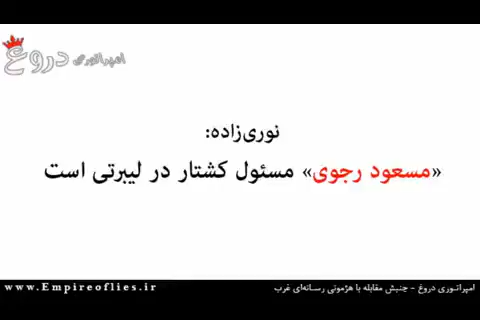 امپراتوری دروغ
نوری‌زاده:
«مسعود رجوی» مسئول کشتار در لیبرتی است
www.Empireoflies.ir
امپراتوری دروغ - جنبش مقابله با هژمونی رسانه‌ای غرب